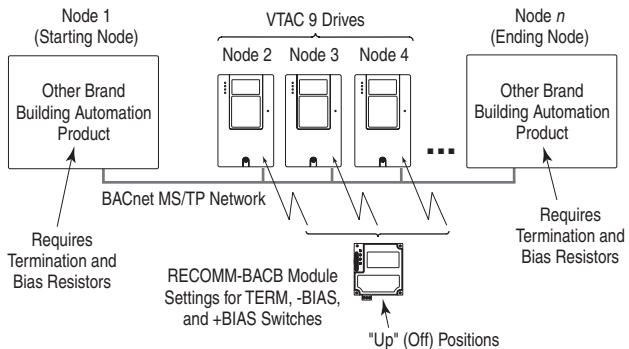 Node 1
(Starting Node)
VTAC 9 Drives
Node n
(Ending Node)
Node 2
Node 3
Node 4
Other Brand
Building Automation
Product
Other Brand
Building Automation
Product
BACnet MS/TP Network
Requires
Termination and
Bias Resistors
Requires
Termination and
Bias Resistors
RECOMM-BACB Module
Settings for TERM, -BIAS,
and +BIAS Switches
"Up" (Off) Positions